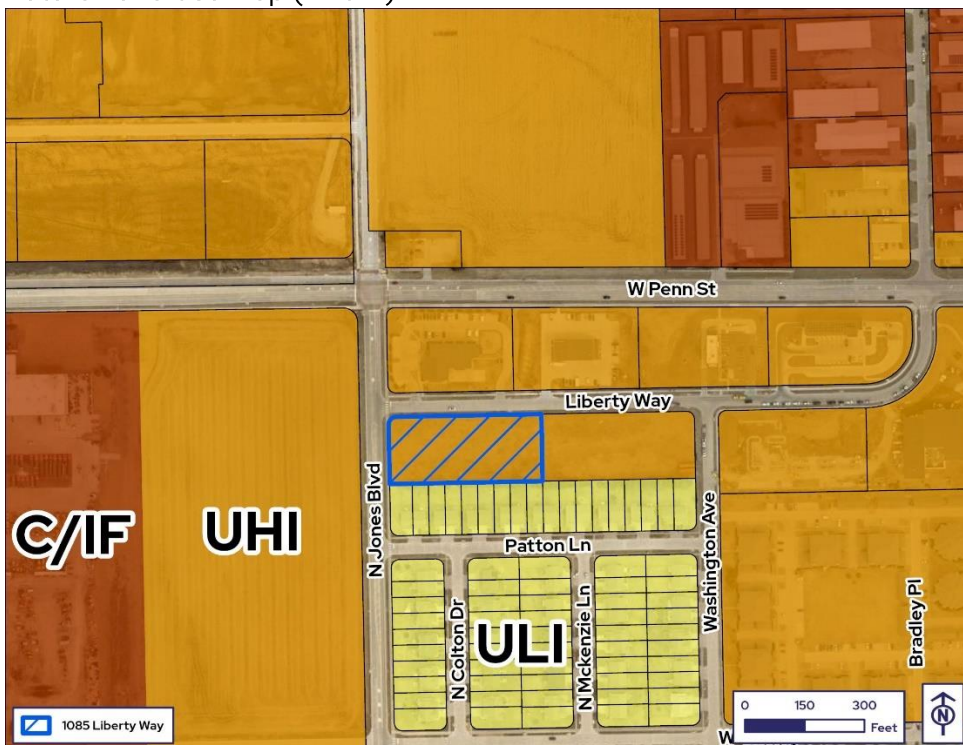 W Penn St
Liberty Way
N Jones Blvd
C/IF
UHI
Patton Ln
Washington Ave
N Colton Dr
ULI
N Mckenzie Ln
Bradley Pl
1085 Liberty Way
0 150 300
Feet
W
N